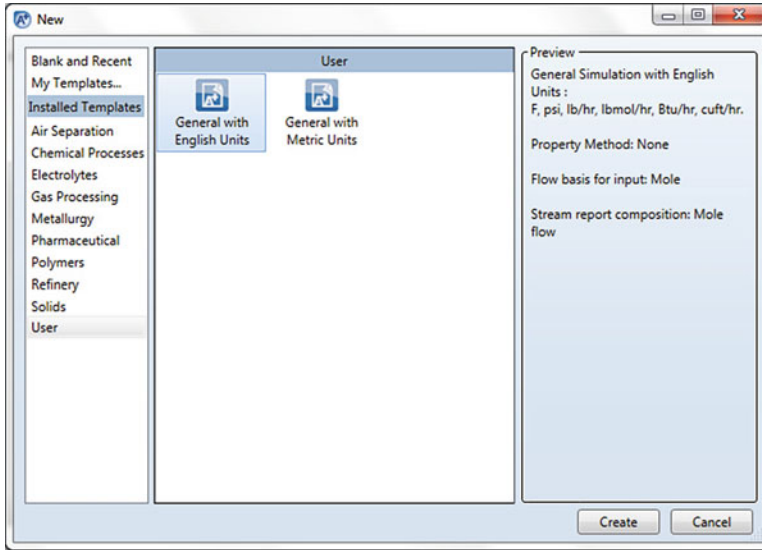 New
Blank and Recent
My Templates...
Installed Templates
Air Separation
Chemical Processes
Electrolytes
Gas Processing
Metallurgy
Pharmaceutical
Polymers
Refinery
Solids
User
User
General with
English Units
General with
Metric Units
Preview
General Simulation with English
Units :
F, psi, lb/hr, lbmol/hr, Btu/hr, cuft/hr.
Property Method: None
Flow basis for input: Mole
Stream report composition: Mole
flow
Create
Cancel